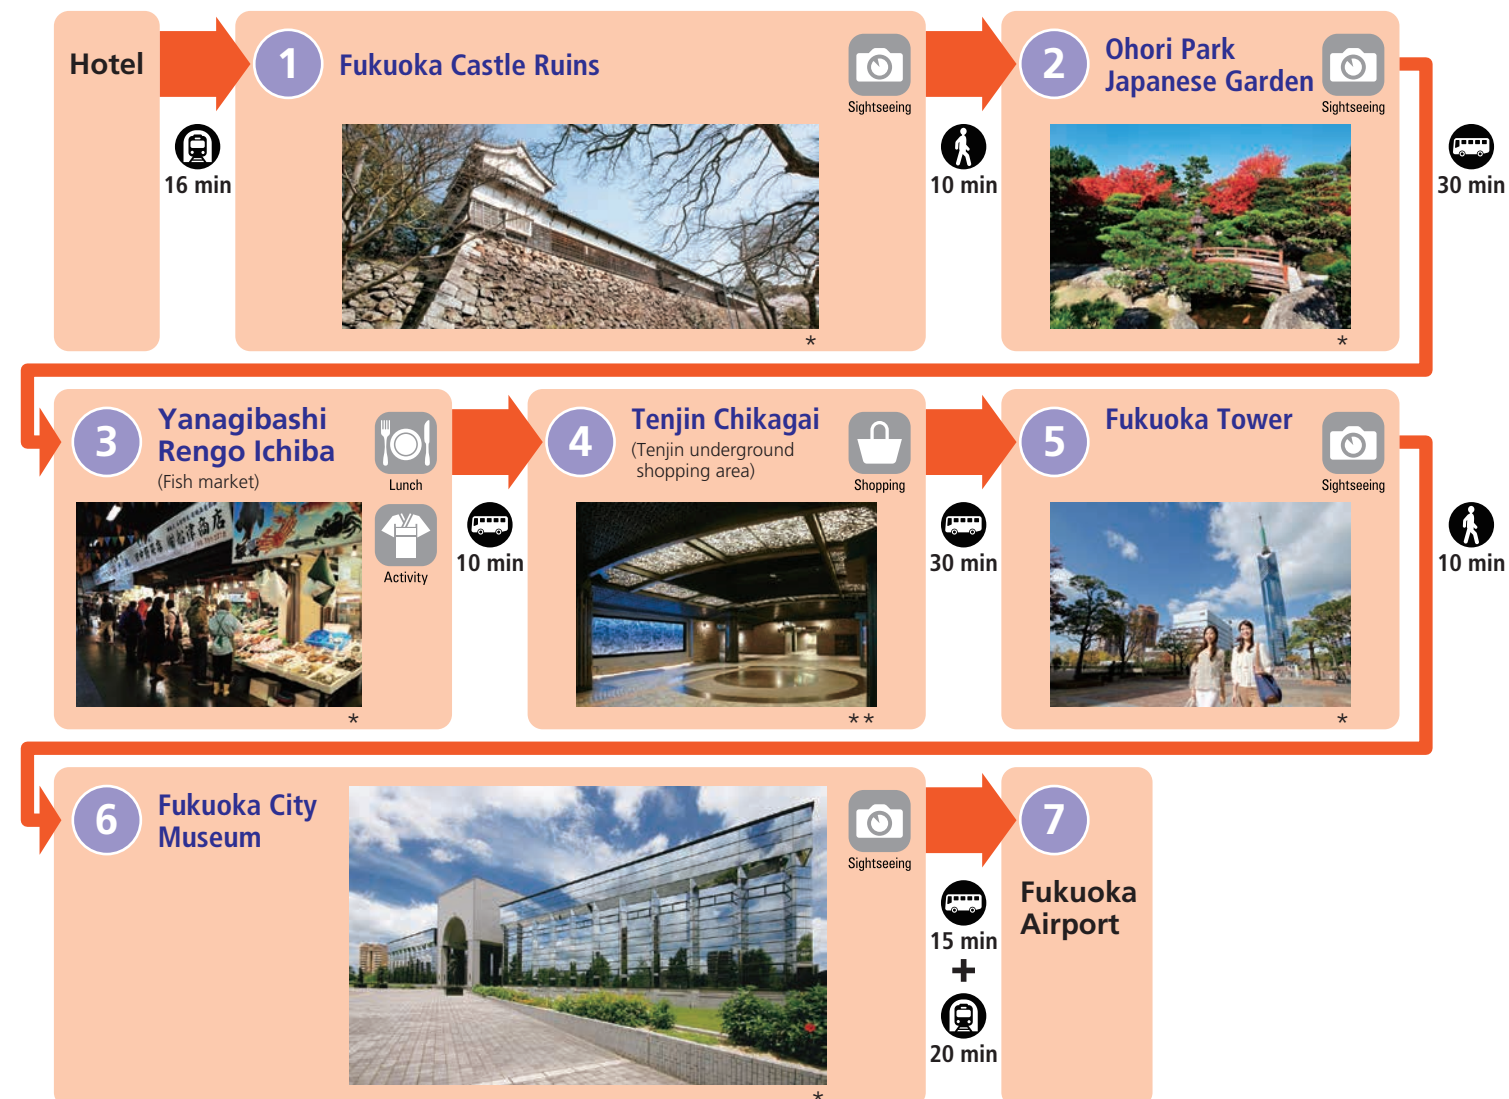 Hotel
1
Fukuoka Castle Ruins
Sightseeing
2
Ohori Park
Japanese Garden
Sightseeing
16 min
10 min
30 min
*
*
3
Yanagibashi
Rengo Ichiba
(Fish market)
Lunch
Activity
4
Tenjin Chikagai
(Tenjin underground
shopping area)
Shopping
5
Fukuoka Tower
Sightseeing
10 min
30 min
10 min
*
**
*
6
Fukuoka City
Museum
Sightseeing
7
Fukuoka
Airport
15 min
+
20 min
*